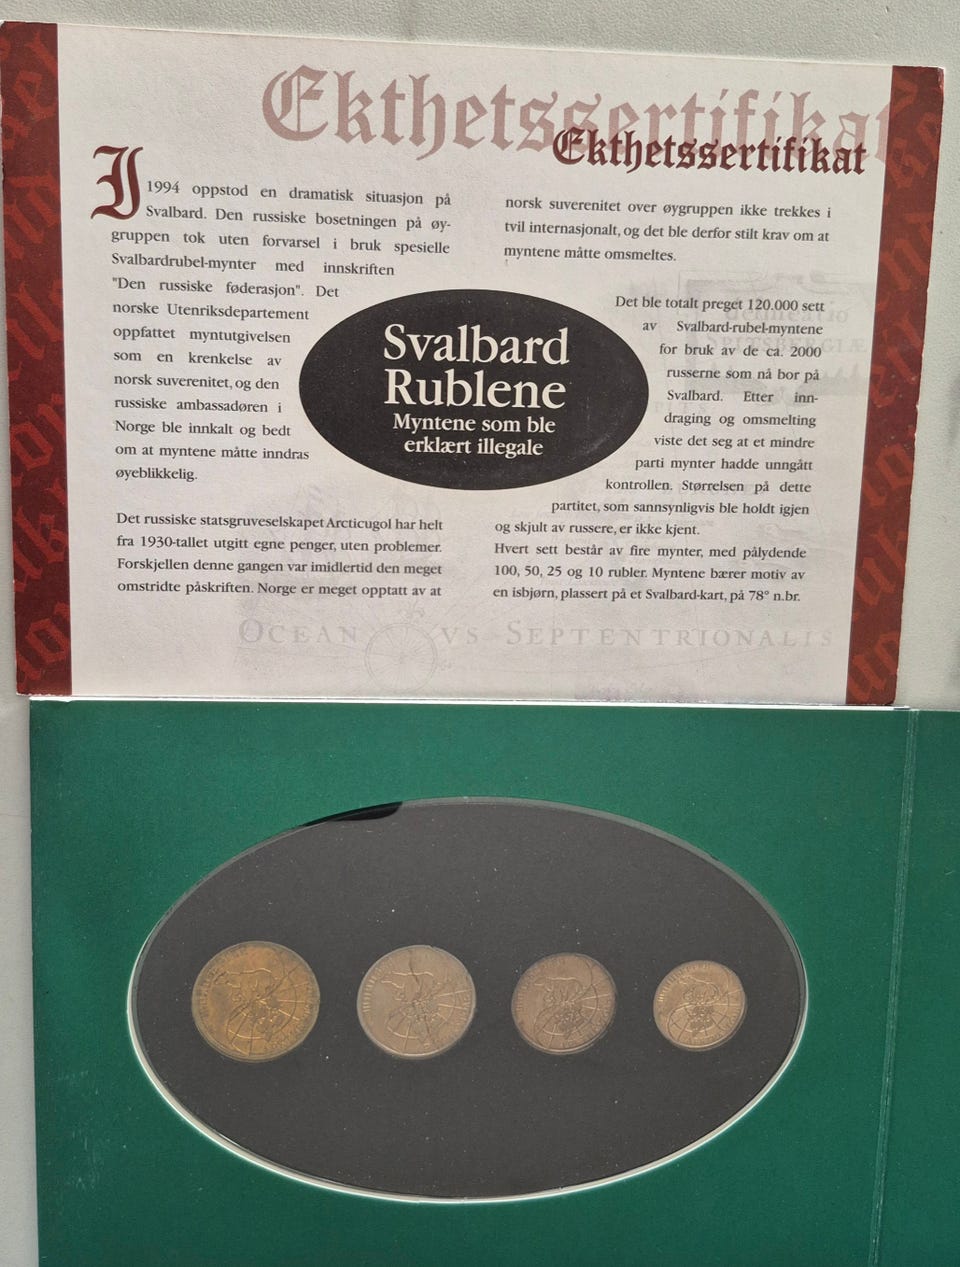 Ekthetssertifikat
Ekthetssertifikat
I 1994 oppstod en dramatisk situasjon på
Svalbard. Den russiske bosetningen på øy-
gruppen tok uten forvarsel i bruk spesielle
Svalbardrubel-mynter med innskriften
"Den russiske føderasjon". Det
norske Utenriksdepartement
oppfattet myntutgivelsen
som en krenkelse av
norsk suverenitet, og den
russiske ambassadøren i
Norge ble innkalt og bedt
om at myntene måtte inndras
øyeblikkelig.
Det russiske statsgruveselskapet Arcticugol har helt
fra 1930-tallet utgitt egne penger, uten problemer.
Forskjellen denne gangen var imidlertid den meget
omstridte påskriften. Norge er meget opptatt av at
norsk suverenitet over øygruppen ikke trekkes i
tvil internasjonalt, og det ble derfor stilt krav om at
myntene måtte omsmeltes.
Det ble totalt preget 120.000 sett
av Svalbard-rubel-myntene
for bruk av de ca. 2000
russerne som nå bor på
Svalbard. Etter inn-
draging og omsmelting
viste det seg at et mindre
parti mynter hadde unngått
kontrollen. Størrelsen på dette
partitet, som sannsynligvis ble holdt igjen
og skjult av russere, er ikke kjent.
Hvert sett består av fire mynter, med pålydende
100, 50, 25 og 10 rubler. Myntene bærer motiv av
en isbjørn, plassert på et Svalbard-kart, på 78° n.br.
Svalbard
Rublene
Myntene som ble
erklært illegale
OCEAN VS SEPTENTRIONALIS